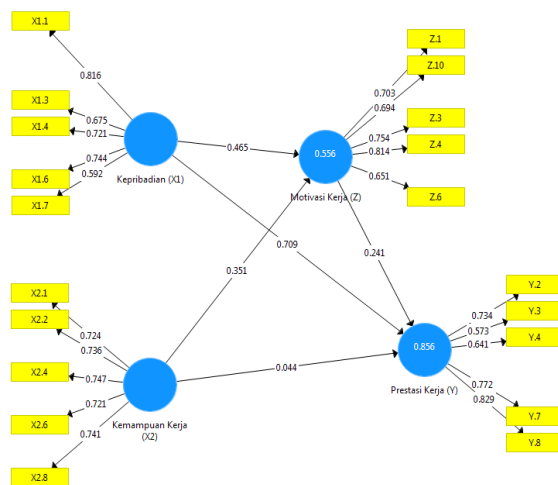 X1.1
0.816
X1.3
0.675
X1.4
0.721
X1.6
0.744
X1.7
0.592
Kepribadian (X1)
0.465
Z.1
Z.10
0.703
0.694
Z.3
0.754
Z.4
0.814
0.556
0.651
Z.6
Motivasi Kerja (Z)
0.709
0.241
0.351
X2.1
X2.2
0.724
0.736
X2.4
0.747
X2.6
0.721
0.741
X2.8
Kemampuan Kerja
(X2)
0.044
Y.2
0.734
Y.3
0.573
Y.4
0.641
0.856
Prestasi Kerja (Y)
0.772
Y.7
0.829
Y.8